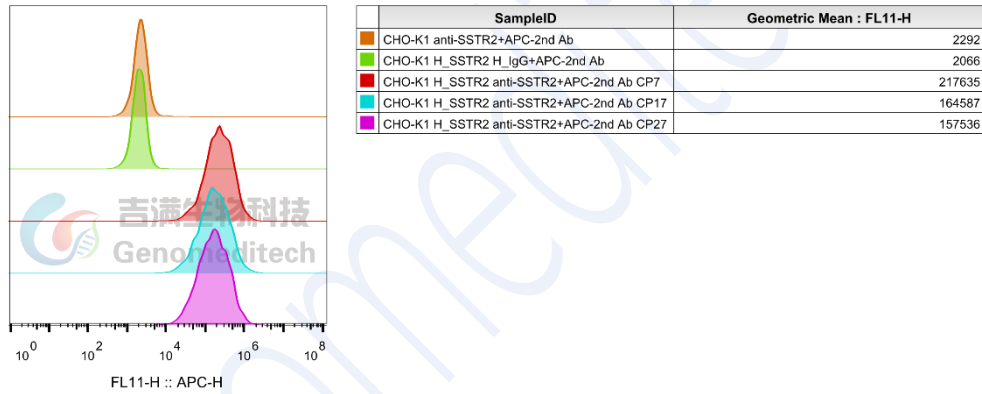 SampleID Geometric Mean : FL11-H
CHO-K1 anti-SSTR2+APC-2nd Ab 2292
CHO-K1 H_SSTR2 H_IgG+APC-2nd Ab 2066
CHO-K1 H_SSTR2 anti-SSTR2+APC-2nd Ab CP7 217635
CHO-K1 H_SSTR2 anti-SSTR2+APC-2nd Ab CP17 164587
CHO-K1 H_SSTR2 anti-SSTR2+APC-2nd Ab CP27 157536
吉满生物科技
Genomeditech
10^0 10^2 10^4 10^6 10^8
FL11-H :: APC-H